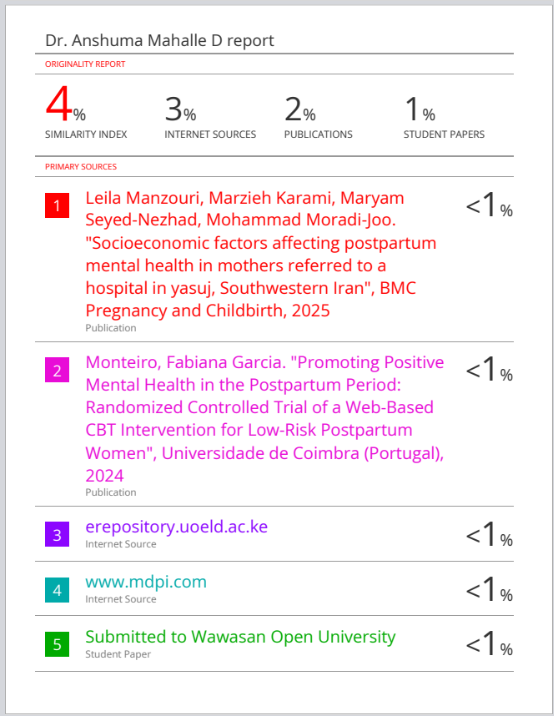 Dr. Anshuma Mahalle D report
ORIGINALITY REPORT
4% 3% 2% 1%
SIMILARITY INDEX INTERNET SOURCES PUBLICATIONS STUDENT PAPERS
PRIMARY SOURCES
1 Leila Manzouri, Marzieh Karami, Maryam <1%
Seyed-Nezhad, Mohammad Moradi-Joo.
"Socioeconomic factors affecting postpartum
mental health in mothers referred to a
hospital in yasuj, Southwestern Iran", BMC
Pregnancy and Childbirth, 2025
Publication
2 Monteiro, Fabiana Garcia. "Promoting Positive <1%
Mental Health in the Postpartum Period:
Randomized Controlled Trial of a Web-Based
CBT Intervention for Low-Risk Postpartum
Women", Universidade de Coimbra (Portugal),
2024
Publication
3 erepository.uoeld.ac.ke <1%
Internet Source
4 www.mdpi.com <1%
Internet Source
5 Submitted to Wawasan Open University <1%
Student Paper